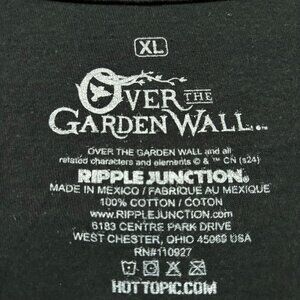 XL
OVER THE
GARDEN WALL.™
OVER THE GARDEN WALL and all
related characters and elements © & ™ CN (s24)
RIPPLE JUNCTION®
MADE IN MEXICO / FABRIQUE AU MEXIQUE
100% COTTON / COTON
WWW.RIPPLEJUNCTION.COM
6183 CENTRE PARK DRIVE
WEST CHESTER, OHIO 45069 USA
RN#110927
HOTTOPIC.COM